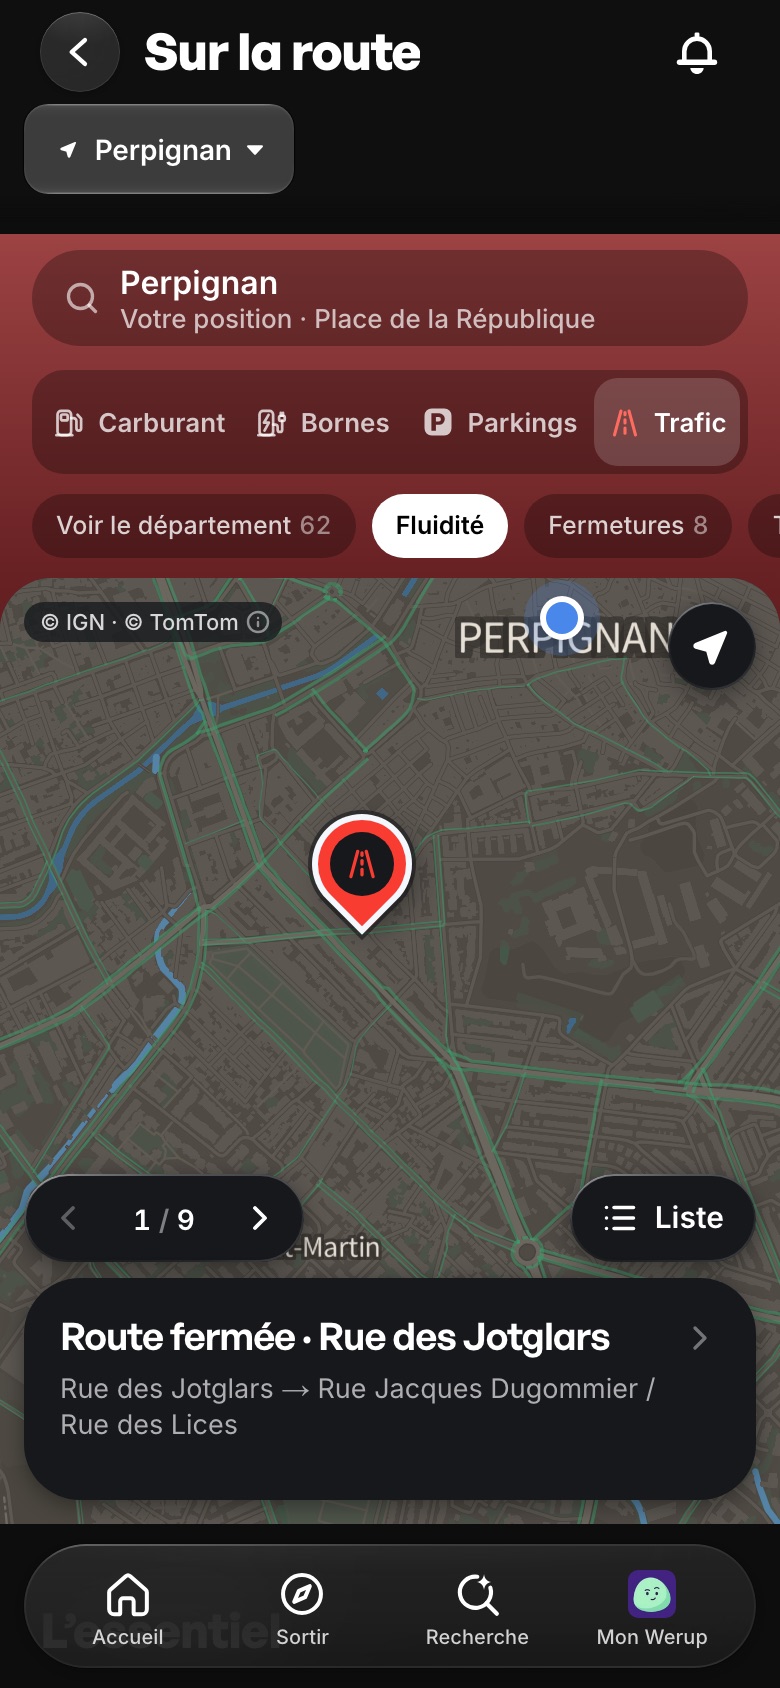 Sur la route
Perpignan
Perpignan
Votre position · Place de la République
Carburant
Bornes
P
Parkings
Trafic
Voir le département 62
Fluidité
Fermetures 8
© IGN · © TomTom
PERPIGNAN
1 / 9
Liste
t-Martin
Route fermée · Rue des Jotglars
Rue des Jotglars → Rue Jacques Dugommier /
Rue des Lices
L'essentiel
Accueil
Sortir
Recherche
Mon Werup